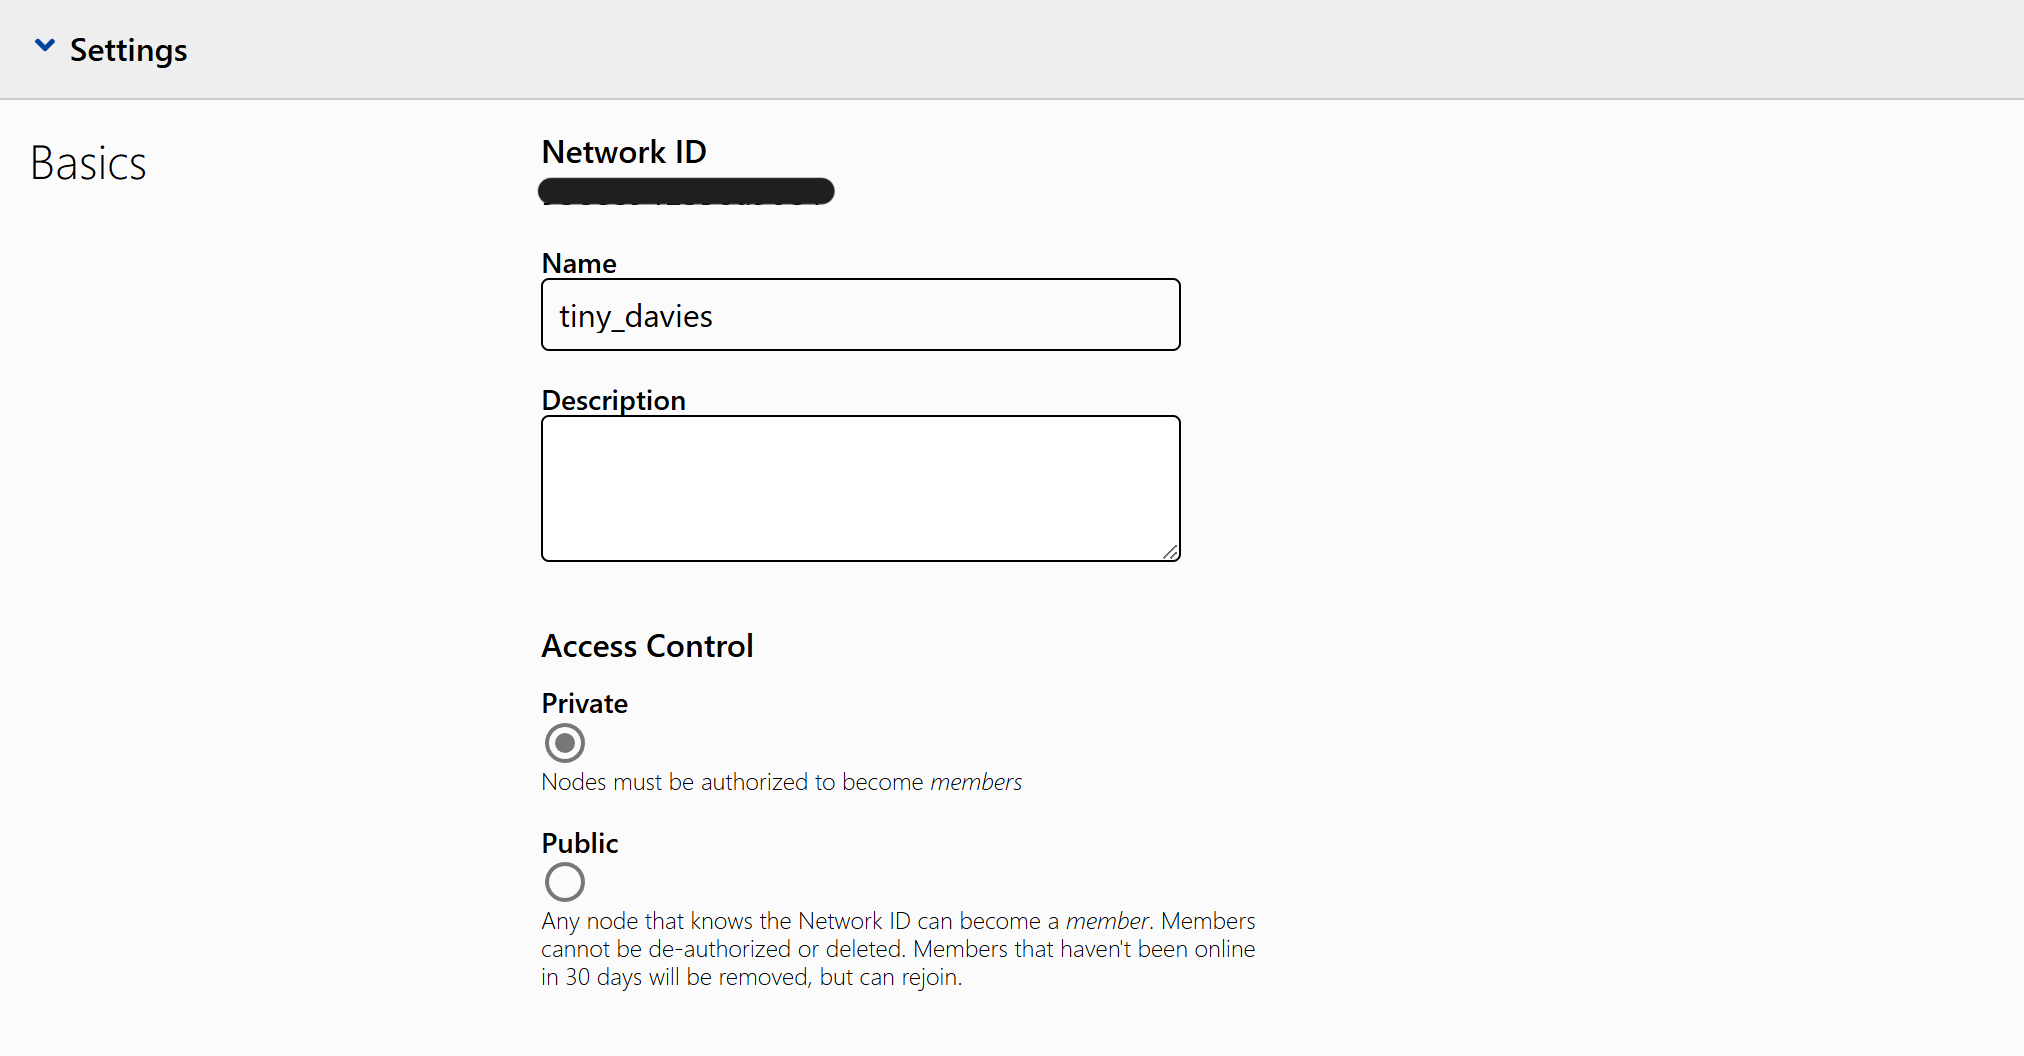 Settings
Basics
Network ID
Name
tiny_davies
Description
Access Control
Private
Nodes must be authorized to become members
Public
Any node that knows the Network ID can become a member. Members
cannot be de-authorized or deleted. Members that haven't been online
in 30 days will be removed, but can rejoin.